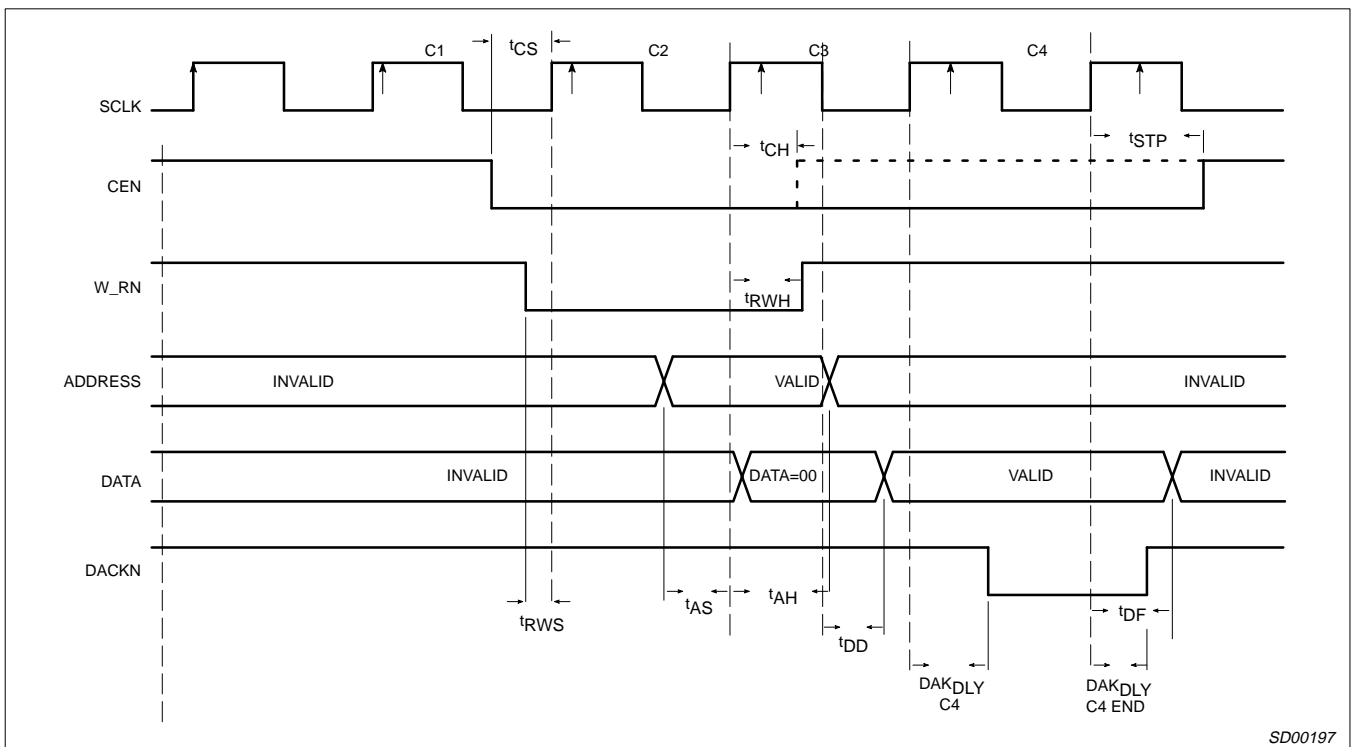 C1 tCS C2 C3 C4
SCLK
tCH tSTP
CEN
W_RN
tRWH
ADDRESS INVALID VALID INVALID
DATA INVALID DATA=00 VALID INVALID
DACKN
tRWS tAS tAH tDD tDF
DAKDLY
C4
DAKDLY
C4 END
SD00197